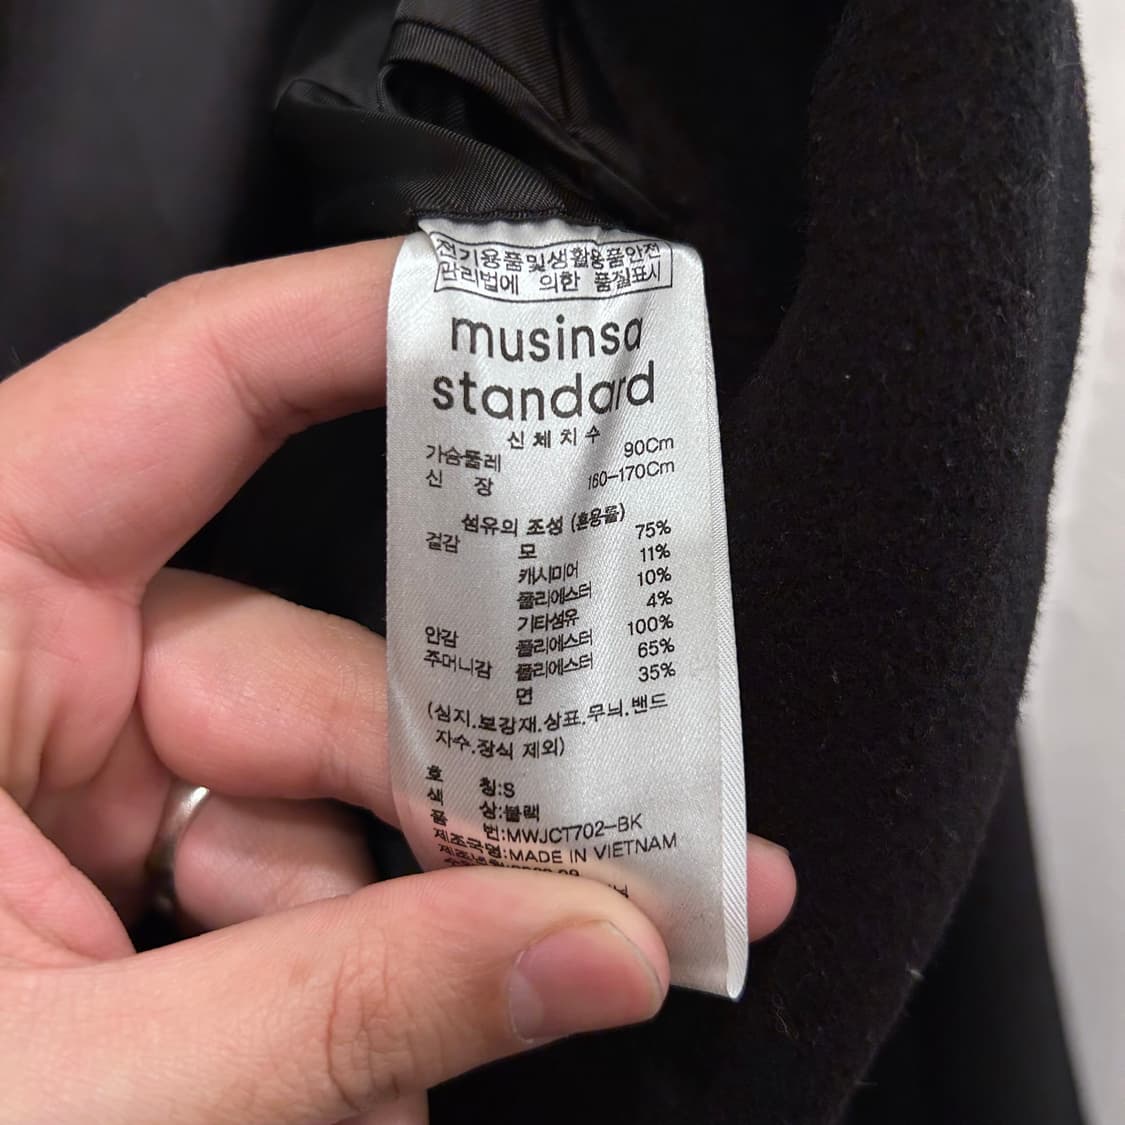 전기용품및생활용품안전
관리법에 의한 품질표시
musinsa
standard
신체치수
가슴둘레 90Cm
신 장 160-170Cm
섬유의 조성 (혼용률)
겉감 모 75%
캐시미어 11%
폴리에스터 10%
기타섬유 4%
안감 폴리에스터 100%
주머니감 폴리에스터 65%
면 35%
(심지.보강재.상표.무늬.밴드
자수.장식 제외)
호 칭:S
색 상:블랙
품 번:MWJCT702-BK
제조국명:MADE IN VIETNAM
제조년월: